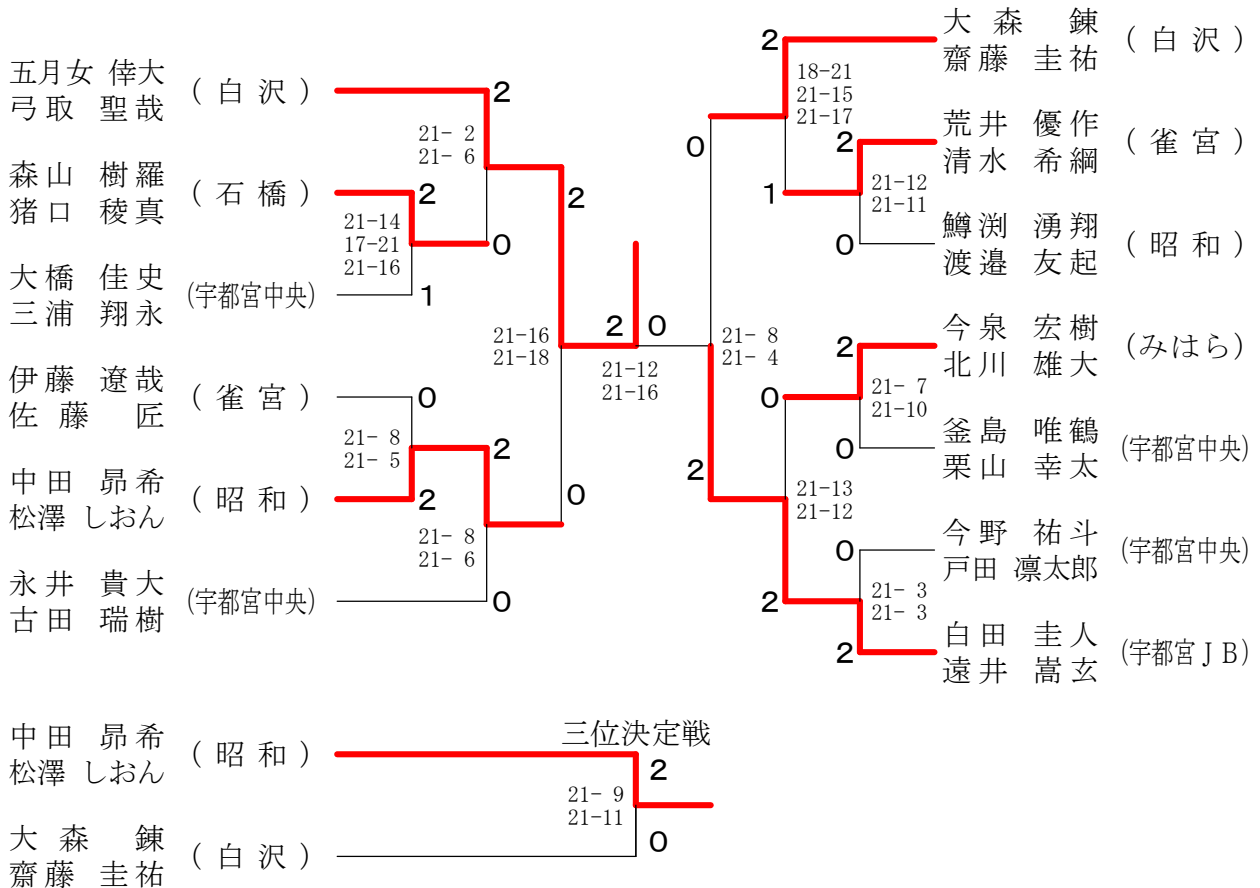 五月女 倖大
弓取 聖哉
(白沢)
2
21- 2
21- 6
森山 樹羅
猪口 稜真
(石橋)
2
0
21-14
17-21
21-16
大橋 佳史
三浦 翔永
(宇都宮中央)
1
2
21-16
21-18
伊藤 遼哉
佐藤 匠
(雀宮)
0
21- 8
21- 5
2
中田 昴希
松澤 しおん
(昭和)
2
0
21- 8
21- 6
永井 貴大
古田 瑞樹
(宇都宮中央)
0
2 0
21-12
21-16
2
大森 錬
齋藤 圭祐
(白沢)
18-21
21-15
21-17
0
2
荒井 優作
清水 希綱
(雀宮)
1
21-12
21-11
0
鱒渕 湧翔
渡邉 友起
(昭和)
21- 8
21- 4
2
今泉 宏樹
北川 雄大
(みはら)
0
21- 7
21-10
0
釜島 唯鶴
栗山 幸太
(宇都宮中央)
2
21-13
21-12
0
今野 祐斗
戸田 凛太郎
(宇都宮中央)
2
21- 3
21- 3
2
白田 圭人
遠井 嵩玄
(宇都宮JB)
三位決定戦
中田 昴希
松澤 しおん
(昭和)
2
21- 9
21-11
大森 錬
齋藤 圭祐
(白沢)
0